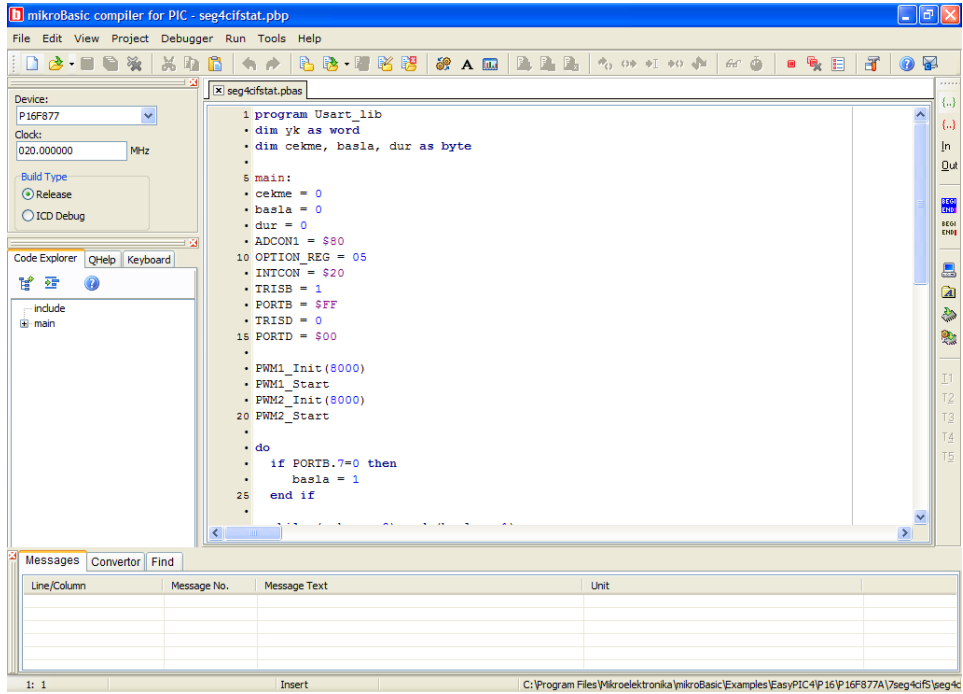 mikroBasic compiler for PIC - seg4cifstat.pbp
File Edit View Project Debugger Run Tools Help
Device:
P16F877
Clock:
020.000000 MHz
Build Type
Release
ICD Debug
Code Explorer QHelp Keyboard
include
main
seg4cifstat.pbas
1 program Usart_lib
dim yk as word
dim cekme, basla, dur as byte
5 main:
cekme = 0
basla = 0
dur = 0
ADCON1 = $80
10 OPTION_REG = 05
INTCON = $20
TRISB = 1
PORTB = $FF
TRISD = 0
15 PORTD = $00
PWM1_Init(8000)
PWM1_Start
PWM2_Init(8000)
20 PWM2_Start
do
if PORTB.7=0 then
basla = 1
25 end if
{..}
{..}
In
Out
BEGI
END
BEGI
END
T1
T2
T3
T4
T5
Messages Convertor Find
Line/Column Message No. Message Text Unit
1: 1 Insert C:\Program Files\Mikroelektronika\mikroBasic\Examples\EasyPIC4\P16\P16F877A\7seg4cifS\seg4c